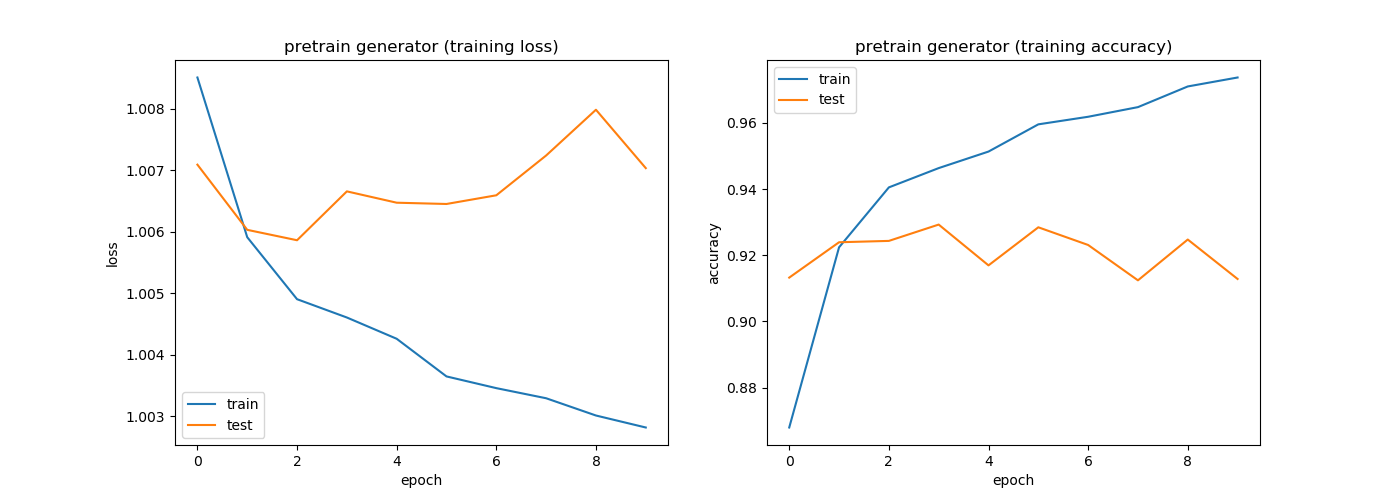 pretrain generator (training loss)
1.008
1.007
1.006
1.005
1.004
1.003
loss
train
test
0 2 4 6 8
epoch
pretrain generator (training accuracy)
train
test
0.96
0.94
0.92
0.90
0.88
accuracy
0 2 4 6 8
epoch